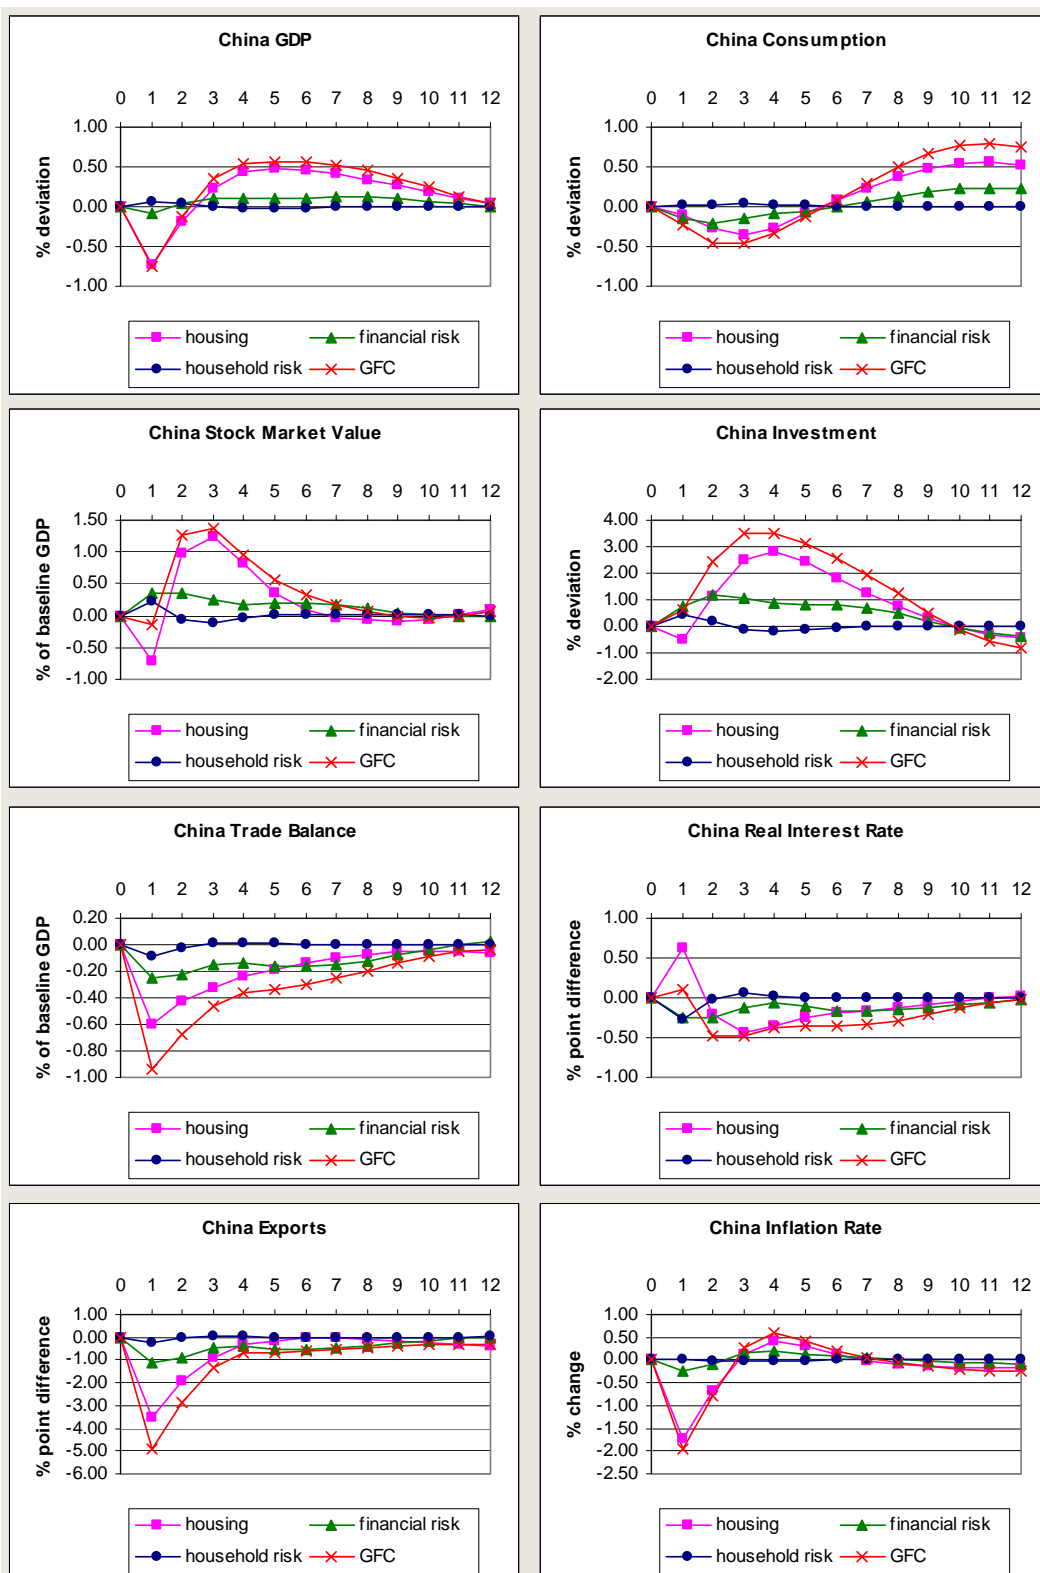 China GDP
0 1 2 3 4 5 6 7 8 9 10 11 12
1.00
0.50
0.00
-0.50
-1.00
% deviation
housing financial risk
household risk GFC
China Consumption
0 1 2 3 4 5 6 7 8 9 10 11 12
1.00
0.50
0.00
-0.50
-1.00
% deviation
housing financial risk
household risk GFC
China Stock Market Value
0 1 2 3 4 5 6 7 8 9 10 11 12
1.50
1.00
0.50
0.00
-0.50
-1.00
% of baseline GDP
housing financial risk
household risk GFC
China Investment
0 1 2 3 4 5 6 7 8 9 10 11 12
4.00
3.00
2.00
1.00
0.00
-1.00
-2.00
% deviation
housing financial risk
household risk GFC
China Trade Balance
0 1 2 3 4 5 6 7 8 9 10 11 12
0.20
0.00
-0.20
-0.40
-0.60
-0.80
-1.00
% of baseline GDP
housing financial risk
household risk GFC
China Real Interest Rate
0 1 2 3 4 5 6 7 8 9 10 11 12
1.00
0.50
0.00
-0.50
-1.00
% point difference
housing financial risk
household risk GFC
China Exports
0 1 2 3 4 5 6 7 8 9 10 11 12
1.00
0.00
-1.00
-2.00
-3.00
-4.00
-5.00
-6.00
% point difference
housing financial risk
household risk GFC
China Inflation Rate
0 1 2 3 4 5 6 7 8 9 10 11 12
1.00
0.50
0.00
-0.50
-1.00
-1.50
-2.00
-2.50
% change
housing financial risk
household risk GFC